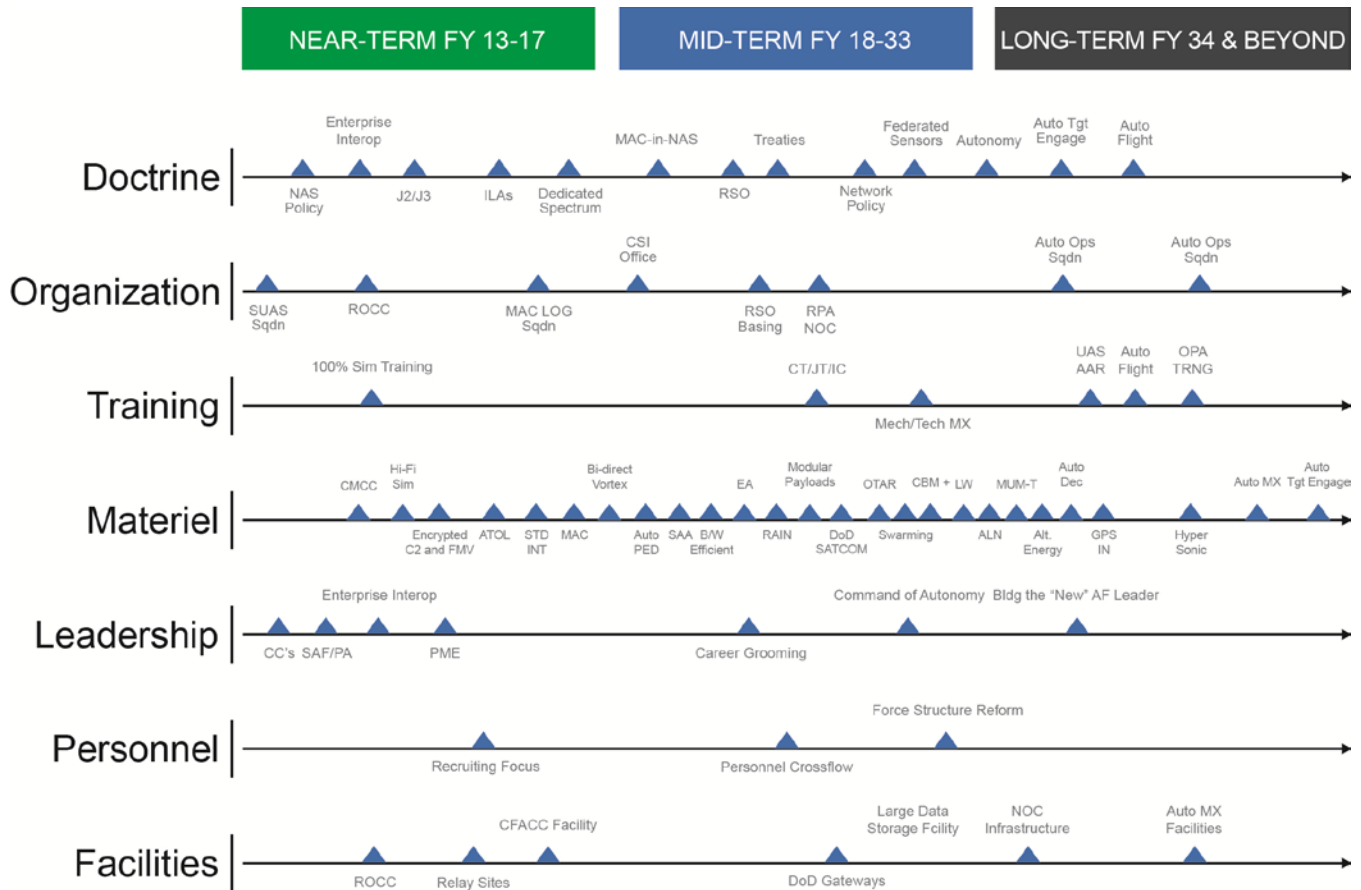 NEAR-TERM FY 13-17
MID-TERM FY 18-33
LONG-TERM FY 34 & BEYOND
Doctrine
NAS
Policy
Enterprise
Interop
J2/J3
ILAs
Dedicated
Spectrum
MAC-in-NAS
RSO
Treaties
Network
Policy
Federated
Sensors
Autonomy
Auto Tgt
Engage
Auto
Flight
Organization
SUAS
Sqdn
ROCC
MAC LOG
Sqdn
CSI
Office
RSO
Basing
RPA
NOC
Auto Ops
Sqdn
Auto Ops
Sqdn
Training
100% Sim Training
CT/JT/IC
Mech/Tech MX
UAS
AAR
Auto
Flight
OPA
TRNG
Materiel
CMCC
Hi-Fi
Sim
Encrypted
C2 and FMV
ATOL
STD
INT
MAC
Bi-direct
Vortex
Auto
PED
SAA
B/W
Efficient
EA
RAIN
Modular
Payloads
DoD
SATCOM
OTAR
Swarming
CBM +
LW
ALN
MUM-T
Alt.
Energy
Auto
Dec
GPS
IN
Hyper
Sonic
Auto MX
Auto
Tgt Engage
Leadership
CC's
SAF/PA
Enterprise Interop
PME
Career Grooming
Command of Autonomy
Bldg the "New" AF Leader
Personnel
Recruiting Focus
Personnel Crossflow
Force Structure Reform
Facilities
ROCC
Relay Sites
CFACC Facility
DoD Gateways
Large Data
Storage Fcility
NOC
Infrastructure
Auto MX
Facilities